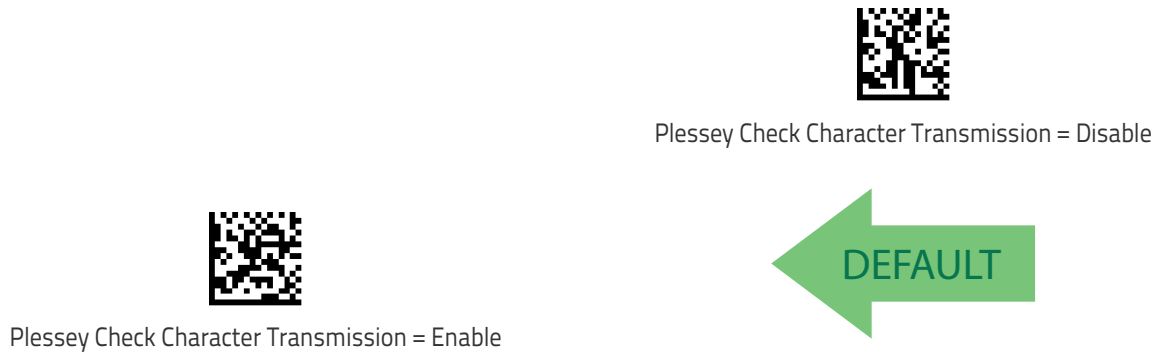 Plessey Check Character Transmission = Disable
DEFAULT
Plessey Check Character Transmission = Enable